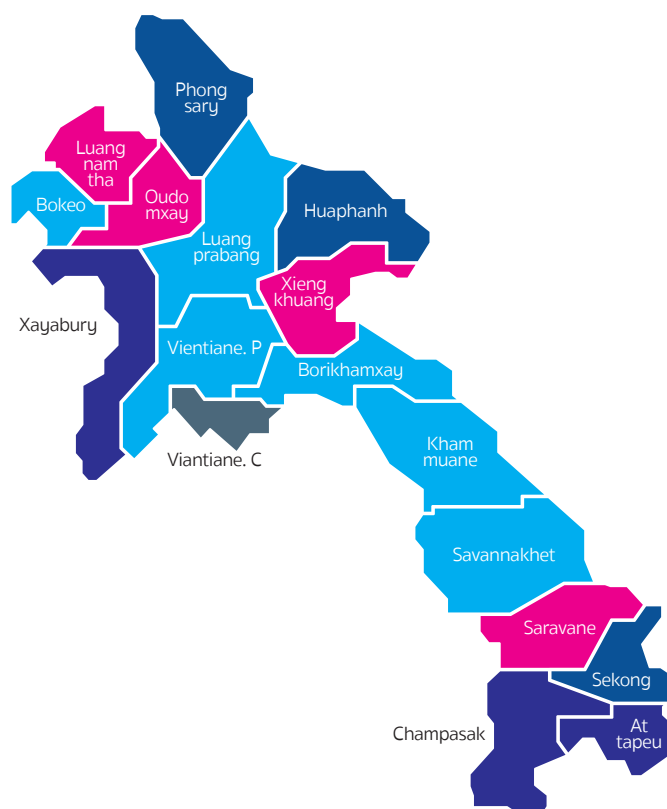 Phong
sary
Luang
nam
tha
Oudo
mxay
Bokeo
Huaphanh
Luang
prabang
Xieng
khuang
Xayabury
Vientiane. P
Borikhamxay
Viantiane. C
Kham
muane
Savannakhet
Saravane
Sekong
Champasak
At
tapeu